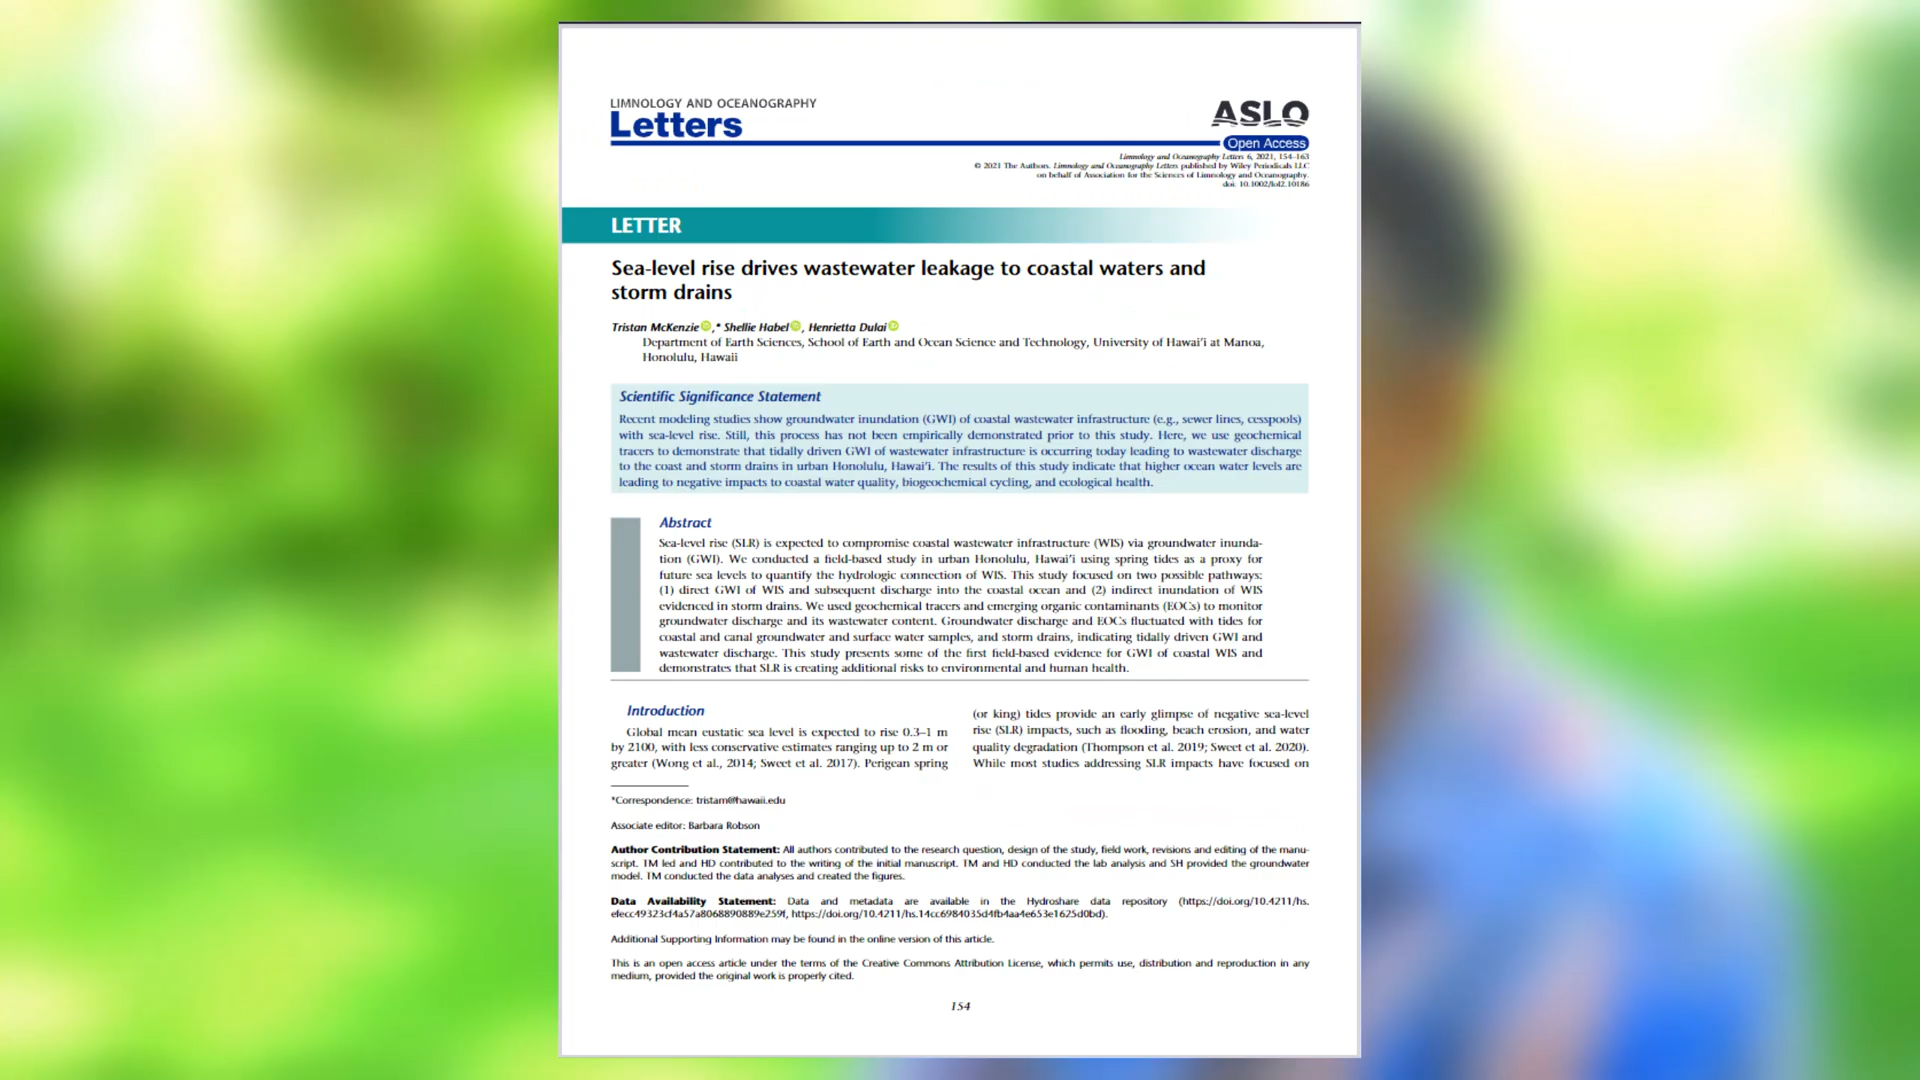 LIMNOLOGY AND OCEANOGRAPHY
Letters
ASLO
Open Access
Limnology and Oceanography Letters 6, 2021, 154–163
© 2021 The Authors. Limnology and Oceanography Letters published by Wiley Periodicals LLC
on behalf of Association for the Sciences of Limnology and Oceanography.
doi: 10.1002/lol2.10186
LETTER
Sea-level rise drives wastewater leakage to coastal waters and
storm drains
Tristan McKenzie ,* Shellie Habel , Henrietta Dulai
Department of Earth Sciences, School of Earth and Ocean Science and Technology, University of Hawai‘i at Manoa,
Honolulu, Hawaii
Scientific Significance Statement
Recent modeling studies show groundwater inundation (GWI) of coastal wastewater infrastructure (e.g., sewer lines, cesspools)
with sea-level rise. Still, this process has not been empirically demonstrated prior to this study. Here, we use geochemical
tracers to demonstrate that tidally driven GWI of wastewater infrastructure is occurring today leading to wastewater discharge
to the coast and storm drains in urban Honolulu, Hawai‘i. The results of this study indicate that higher ocean water levels are
leading to negative impacts to coastal water quality, biogeochemical cycling, and ecological health.
Abstract
Sea-level rise (SLR) is expected to compromise coastal wastewater infrastructure (WIS) via groundwater inunda-
tion (GWI). We conducted a field-based study in urban Honolulu, Hawai‘i using spring tides as a proxy for
future sea levels to quantify the hydrologic connection of WIS. This study focused on two possible pathways:
(1) direct GWI of WIS and subsequent discharge into the coastal ocean and (2) indirect inundation of WIS
evidenced in storm drains. We used geochemical tracers and emerging organic contaminants (EOCs) to monitor
groundwater discharge and its wastewater content. Groundwater discharge and EOCs fluctuated with tides for
coastal and canal groundwater and surface water samples, and storm drains, indicating tidally driven GWI and
wastewater discharge. This study presents some of the first field-based evidence for GWI of coastal WIS and
demonstrates that SLR is creating additional risks to environmental and human health.
Introduction
Global mean eustatic sea level is expected to rise 0.3–1 m
by 2100, with less conservative estimates ranging up to 2 m or
greater (Wong et al., 2014; Sweet et al. 2017). Perigean spring
(or king) tides provide an early glimpse of negative sea-level
rise (SLR) impacts, such as flooding, beach erosion, and water
quality degradation (Thompson et al. 2019; Sweet et al. 2020).
While most studies addressing SLR impacts have focused on
*Correspondence: tristam@hawaii.edu
Associate editor: Barbara Robson
Author Contribution Statement: All authors contributed to the research question, design of the study, field work, revisions and editing of the manu-
script. TM led and HD contributed to the writing of the initial manuscript. TM and HD conducted the lab analysis and SH provided the groundwater
model. TM conducted the data analyses and created the figures.
Data Availability Statement: Data and metadata are available in the Hydroshare data repository (https://doi.org/10.4211/hs.
efecc49323cf4a57a8068890889e259f, https://doi.org/10.4211/hs.14cc6984035d4fb4aa4e653e1625d0bd).
Additional Supporting Information may be found in the online version of this article.
This is an open access article under the terms of the Creative Commons Attribution License, which permits use, distribution and reproduction in any
medium, provided the original work is properly cited.
154